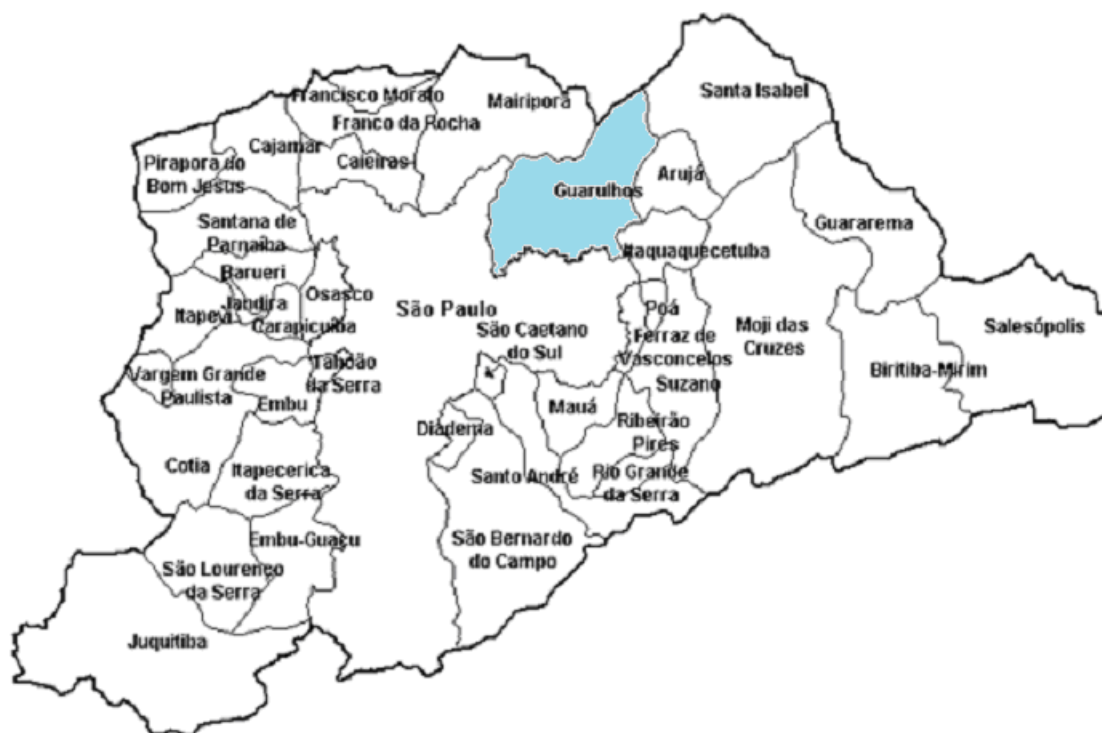 Francisco Morato
Mairiporã
Santa Isabel
Franco da Rocha
Cajamar
Caieiras
Pirapora do
Bom Jesus
Guarulhos
Arujá
Santana de
Parnaíba
Guararema
Itaquaquecetuba
Barueri
Jandira
Osasco
Itapevi
Carapicuíba
São Paulo
Poá
São Caetano
do Sul
Ferraz de
Vasconcelos
Moji das
Cruzes
Salesópolis
Biritiba-Mirim
Taboão
da Serra
Vargem Grande
Paulista
Embu
Suzano
Mauá
Diadema
Ribeirão
Pires
Cotia
Itapecerica
da Serra
Santo André
Rio Grande
da Serra
Embu-Guaçu
São Bernardo
do Campo
São Lourenço
da Serra
Juquitiba